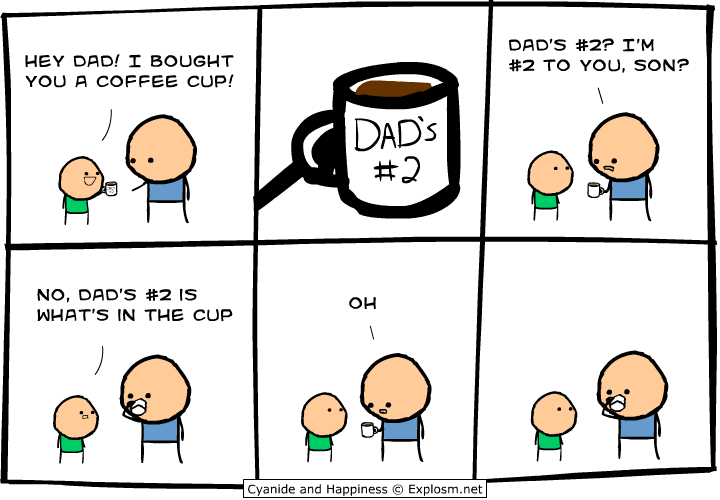 HEY DAD! I BOUGHT
YOU A COFFEE CUP!
DAD'S
#2
DAD'S #2? I'M
#2 TO YOU, SON?
NO, DAD'S #2 IS
WHAT'S IN THE CUP
OH
Cyanide and Happiness © Explosm.net